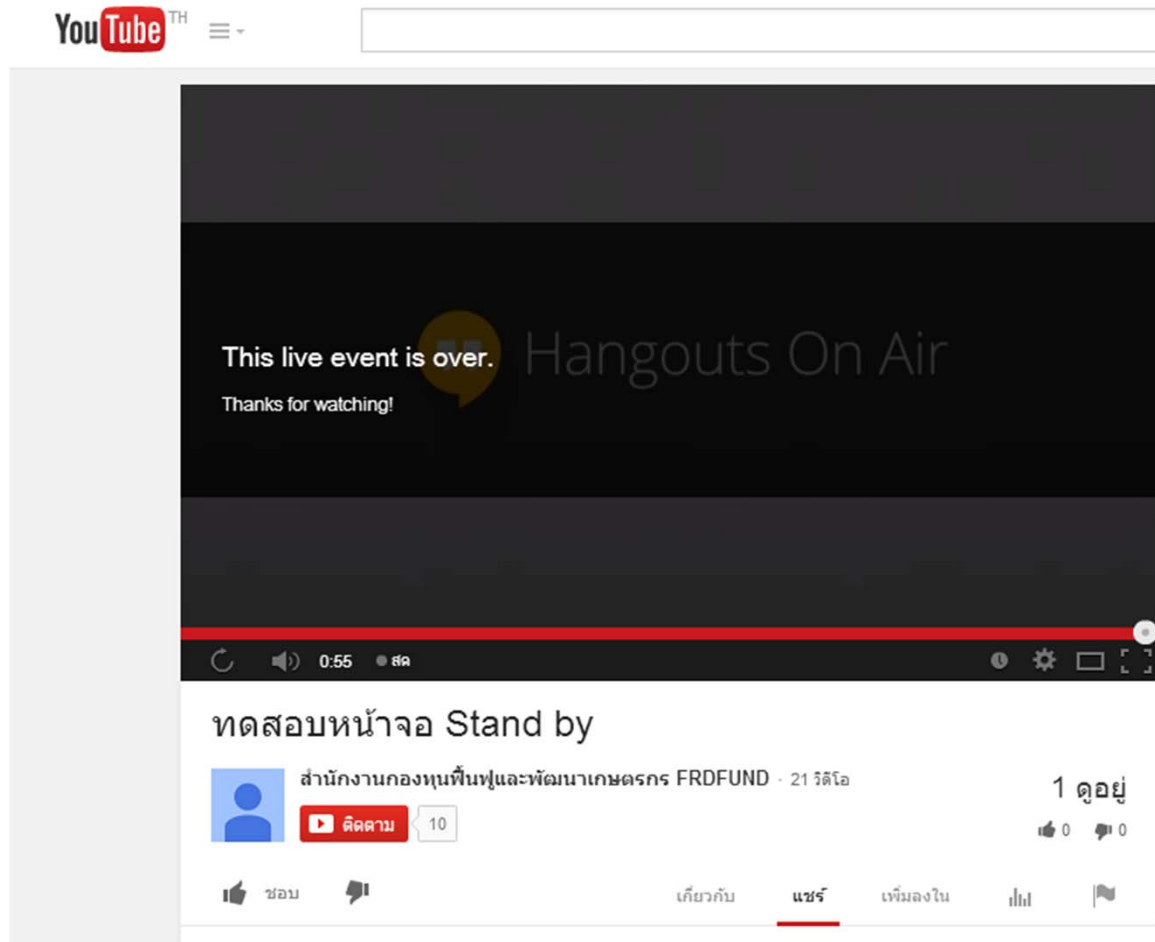 YouTube TH
Hangouts On Air
This live event is over.
Thanks for watching!
0:55 สด
ทดสอบหน้าจอ Stand by
สำนักงานกองทุนฟื้นฟูและพัฒนาเกษตรกร FRDFUND · 21 วิดีโอ
ติดตาม 10
1 ดูอยู่
0 0
ชอบ เกี่ยวกับ แชร์ เพิ่มลงใน